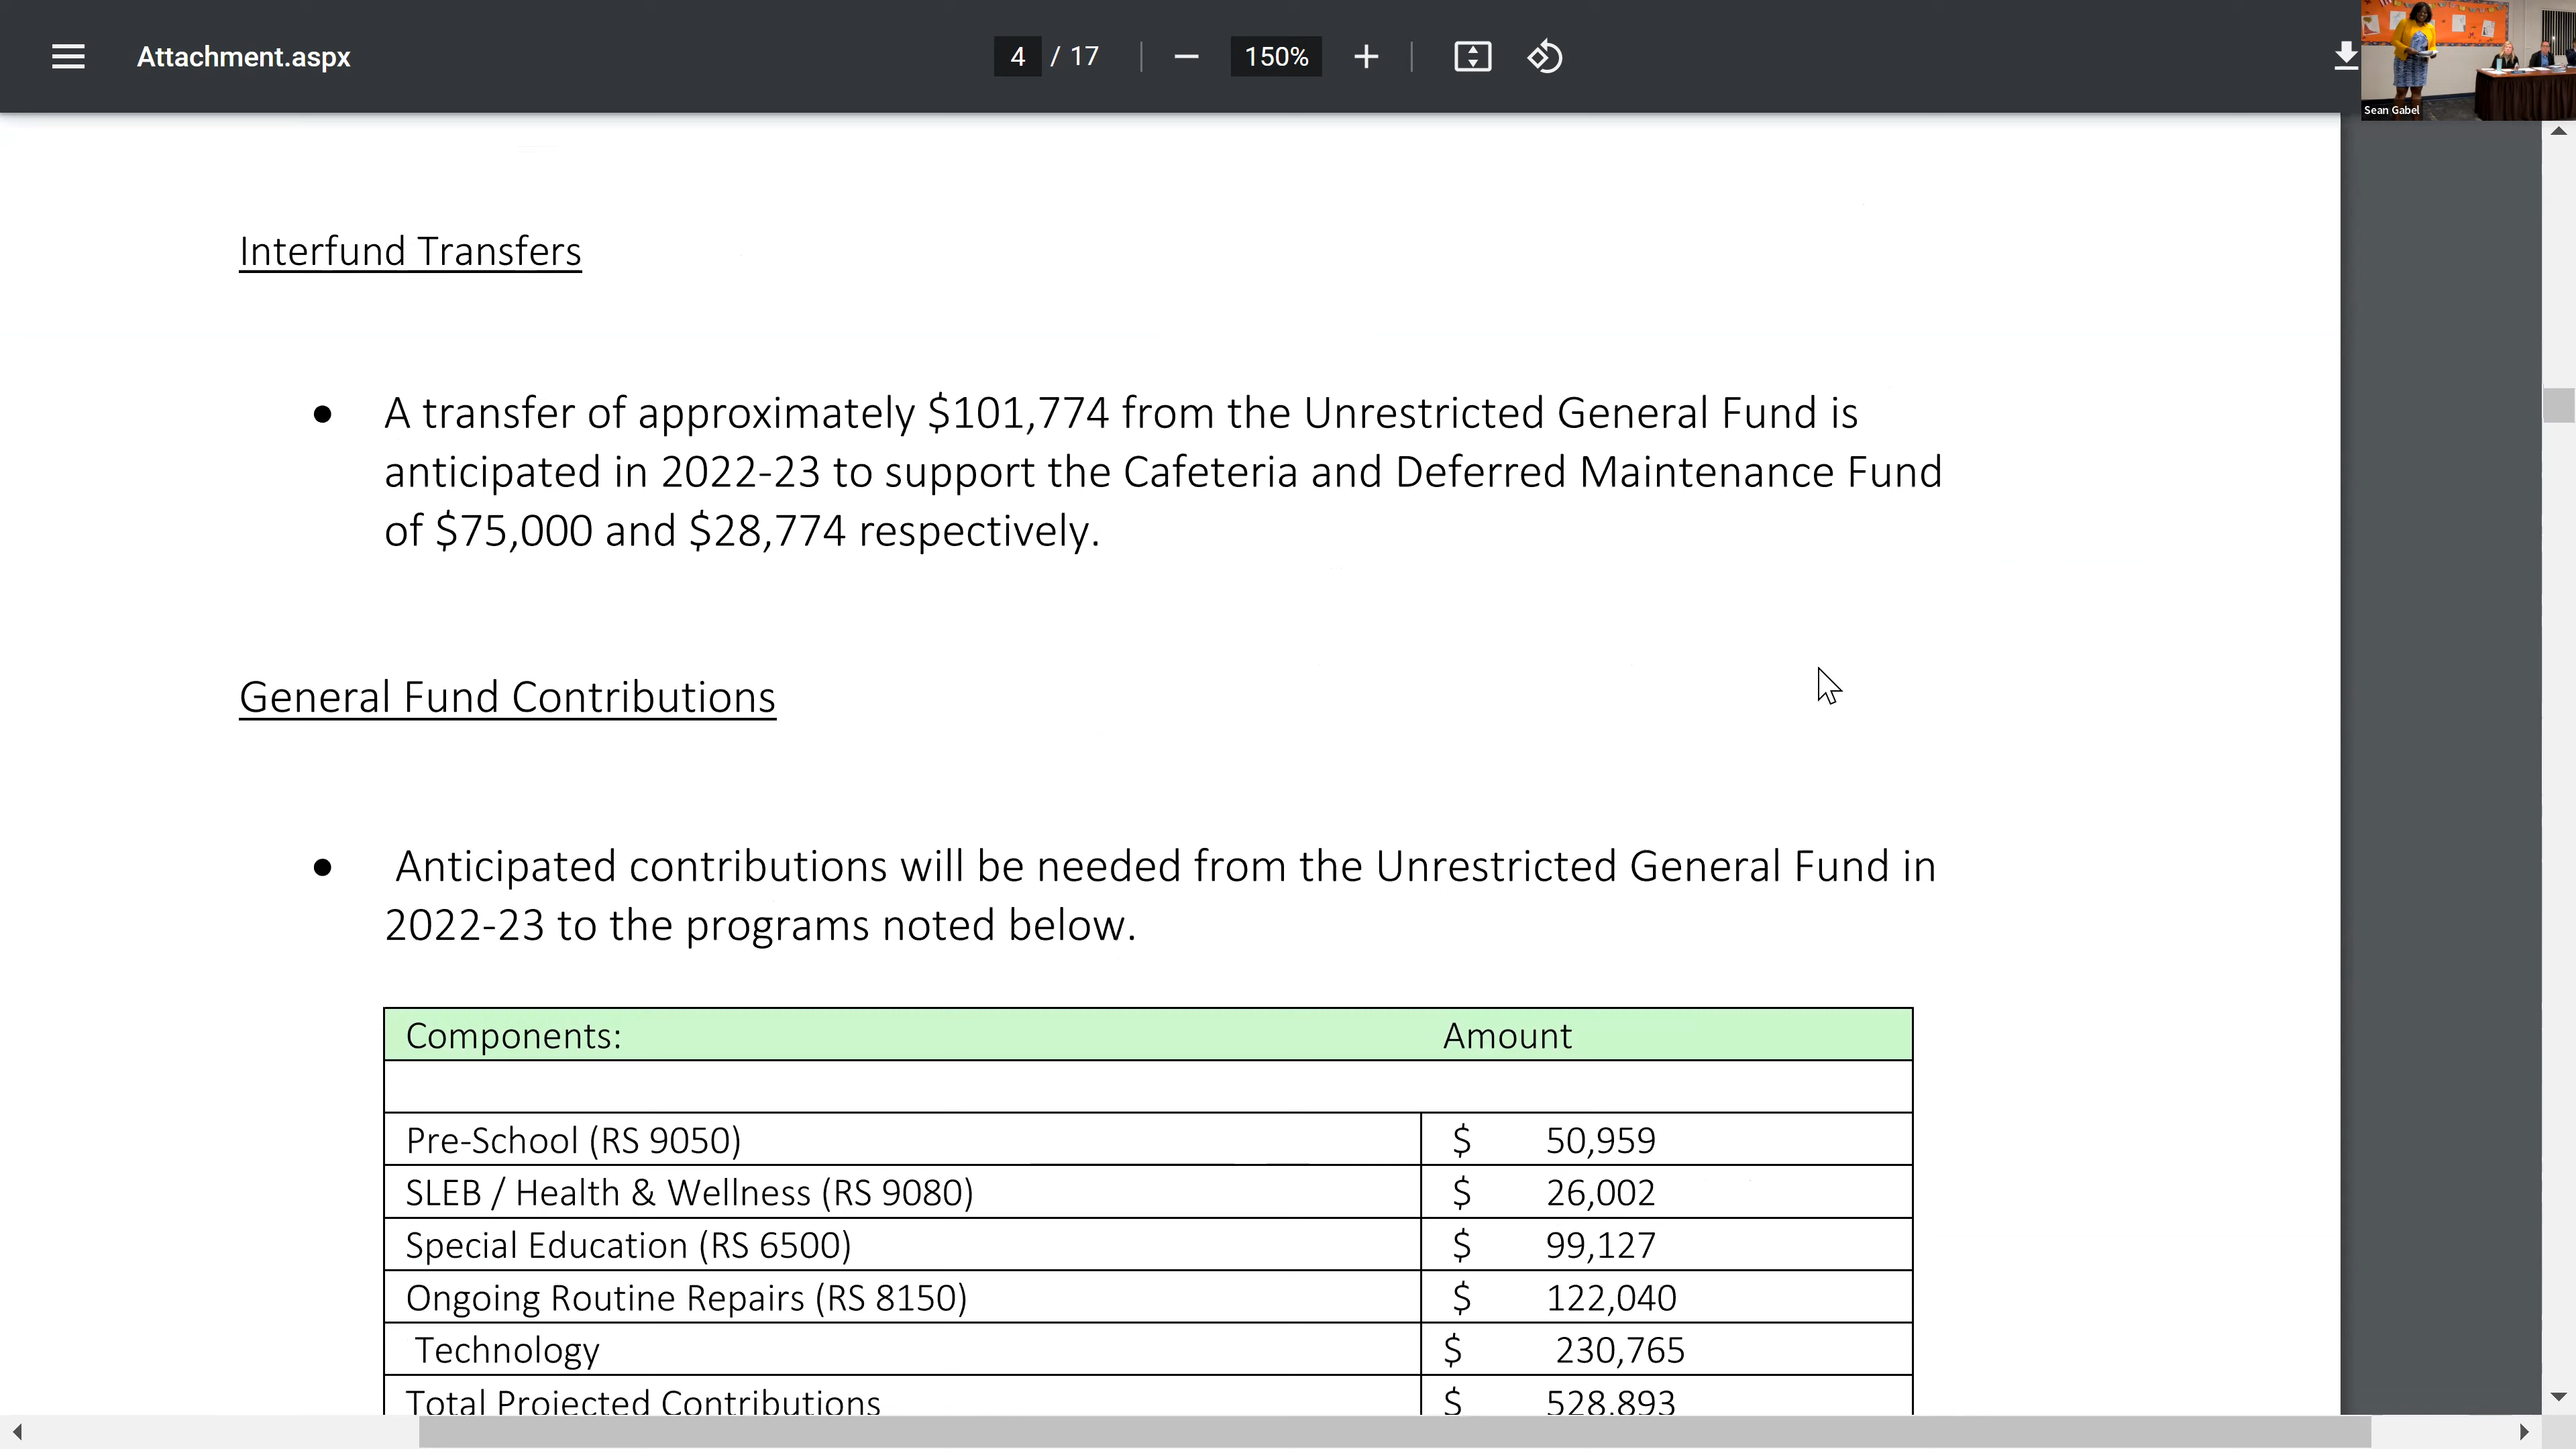 Attachment.aspx
4 / 17
150%
Sean Gabel
Interfund Transfers
● A transfer of approximately $101,774 from the Unrestricted General Fund is
anticipated in 2022-23 to support the Cafeteria and Deferred Maintenance Fund
of $75,000 and $28,774 respectively.
General Fund Contributions
● Anticipated contributions will be needed from the Unrestricted General Fund in
2022-23 to the programs noted below.
Components: Amount
Pre-School (RS 9050) $ 50,959
SLEB / Health & Wellness (RS 9080) $ 26,002
Special Education (RS 6500) $ 99,127
Ongoing Routine Repairs (RS 8150) $ 122,040
Technology $ 230,765
Total Projected Contributions $ 528,893